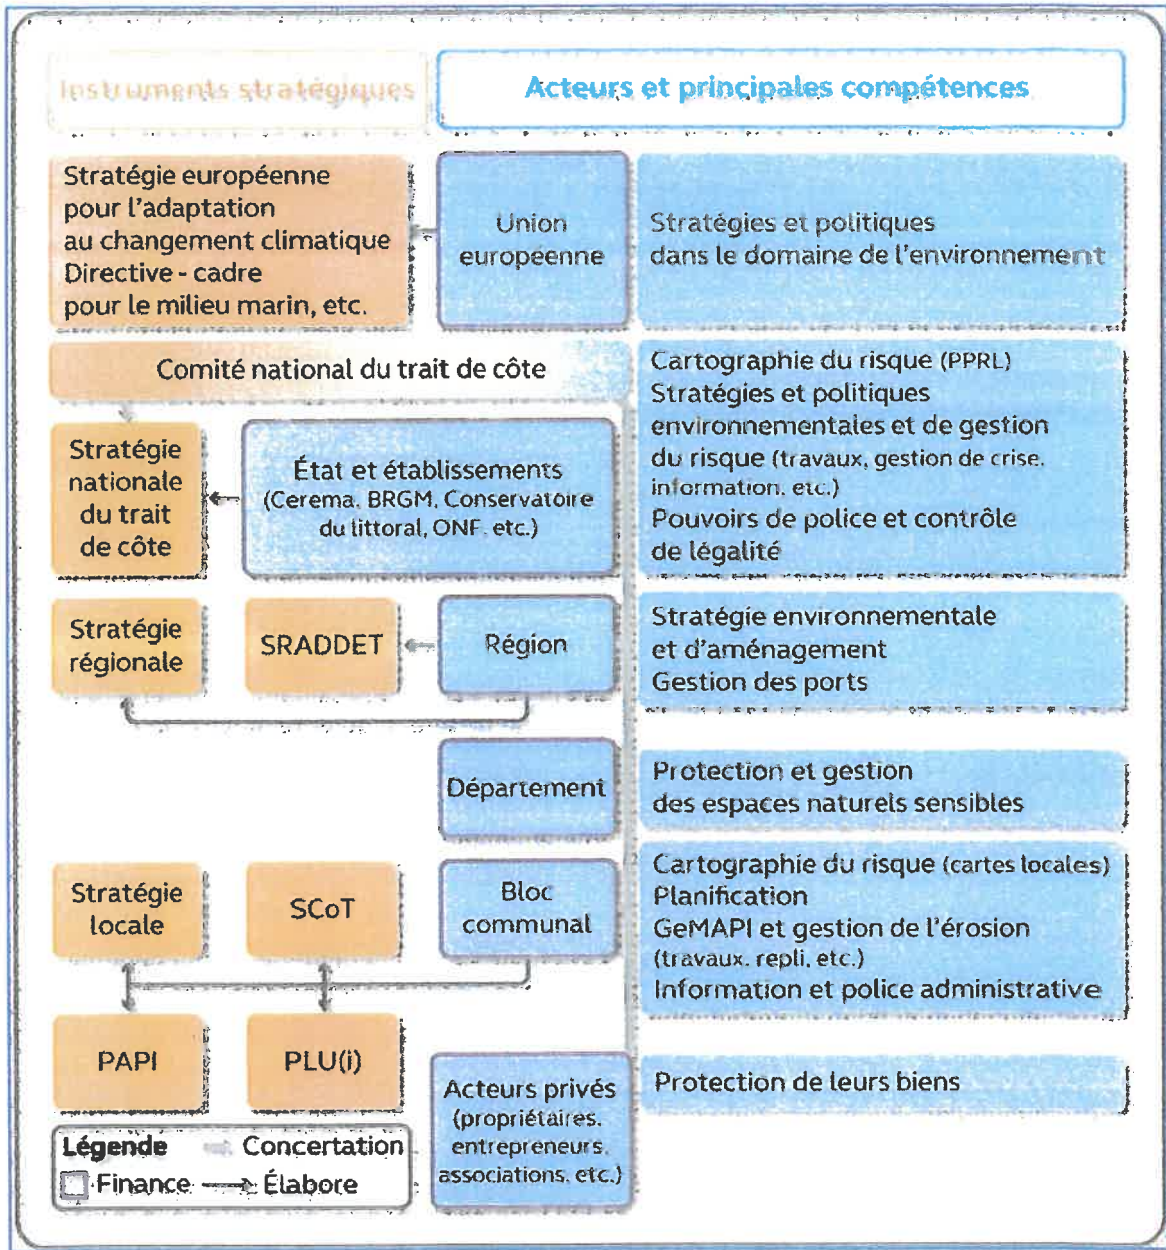 Instruments stratégiques
Acteurs et principales compétences
Stratégie européenne
pour l'adaptation
au changement climatique
Directive - cadre
pour le milieu marin, etc.
Union
européenne
Stratégies et politiques
dans le domaine de l'environnement
Comité national du trait de côte
Stratégie
nationale
du trait
de côte
État et établissements
(Cerema, BRGM, Conservatoire
du littoral, ONF, etc.)
Cartographie du risque (PPRL)
Stratégies et politiques
environnementales et de gestion
du risque (travaux, gestion de crise,
information, etc.)
Pouvoirs de police et contrôle
de légalité
Stratégie
régionale
SRADDET
Région
Stratégie environnementale
et d'aménagement
Gestion des ports
Département
Protection et gestion
des espaces naturels sensibles
Stratégie
locale
SCoT
Bloc
communal
Cartographie du risque (cartes locales)
Planification
GeMAPI et gestion de l'érosion
(travaux, repli, etc.)
Information et police administrative
PAPI
PLU(i)
Acteurs privés
(propriétaires,
entrepreneurs,
associations, etc.)
Protection de leurs biens
Légende
Concertation
Finance
Élabore